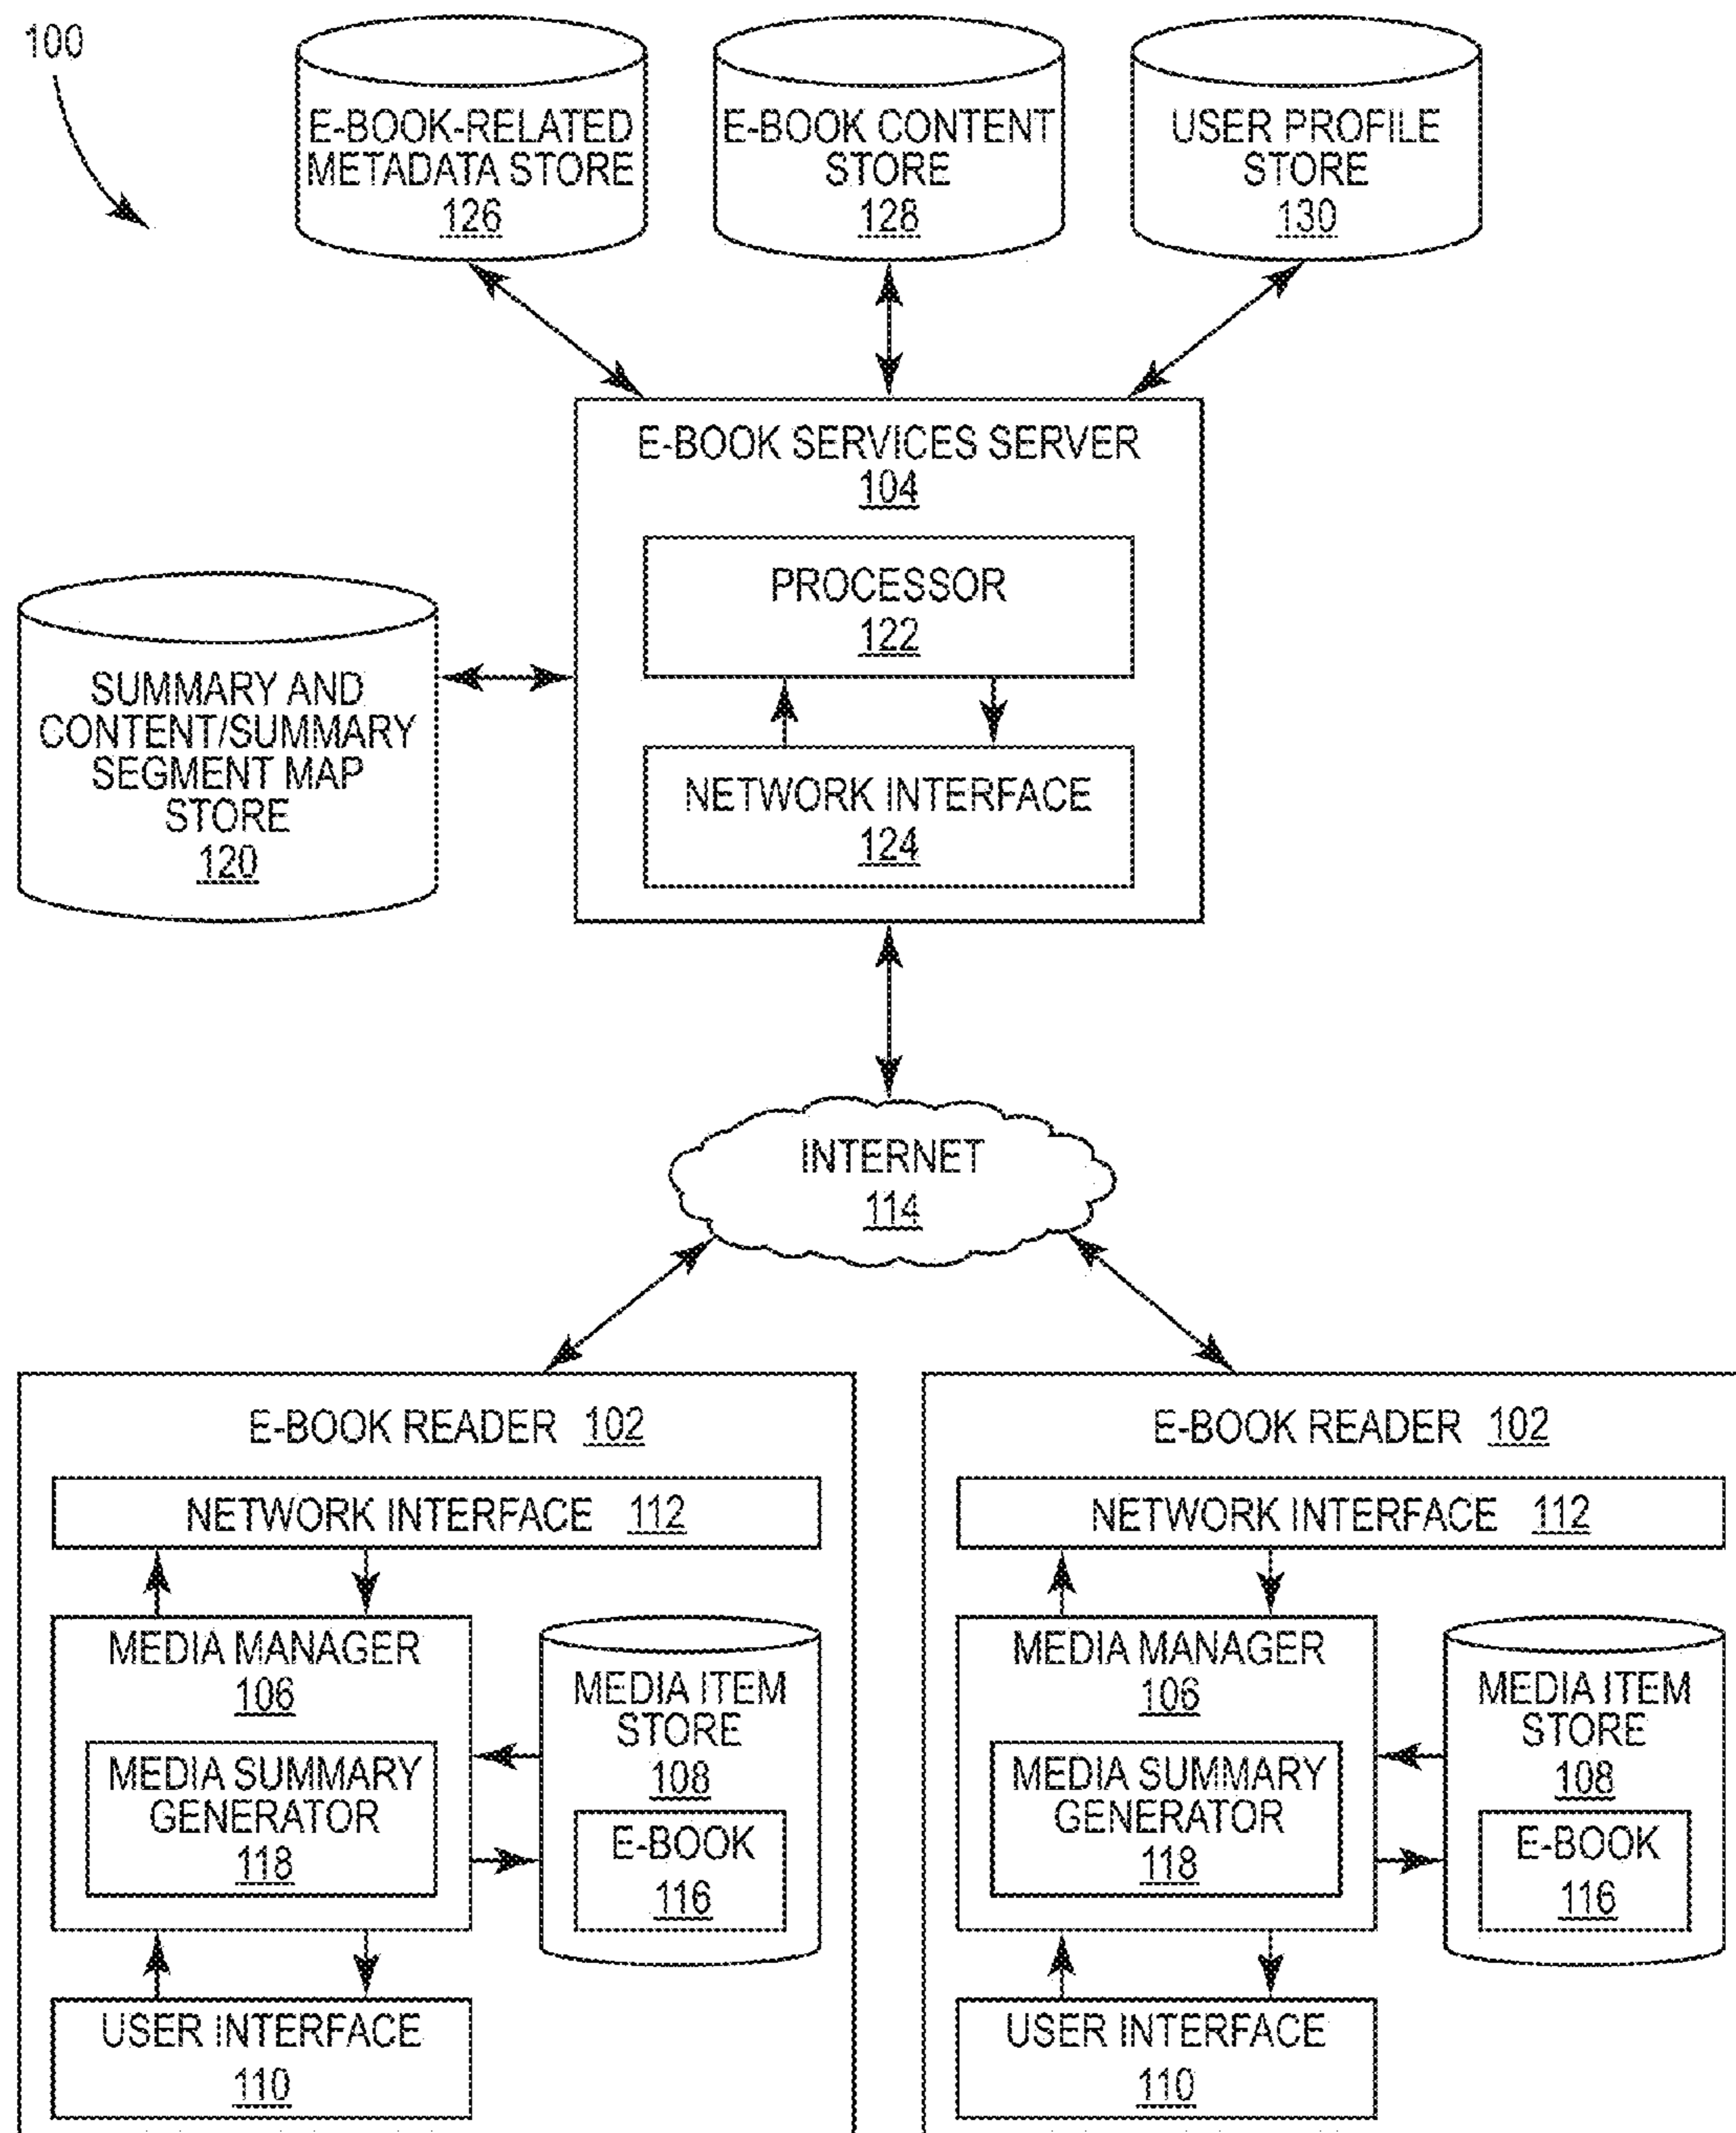 100
E-BOOK-RELATED
METADATA STORE
126
E-BOOK CONTENT
STORE
128
USER PROFILE
STORE
130
E-BOOK SERVICES SERVER
104
PROCESSOR
122
NETWORK INTERFACE
124
SUMMARY AND
CONTENT/SUMMARY
SEGMENT MAP
STORE
120
INTERNET
114
E-BOOK READER 102
NETWORK INTERFACE 112
MEDIA MANAGER
106
MEDIA SUMMARY
GENERATOR
118
MEDIA ITEM
STORE
108
E-BOOK
116
USER INTERFACE
110
E-BOOK READER 102
NETWORK INTERFACE 112
MEDIA MANAGER
106
MEDIA SUMMARY
GENERATOR
118
MEDIA ITEM
STORE
108
E-BOOK
116
USER INTERFACE
110